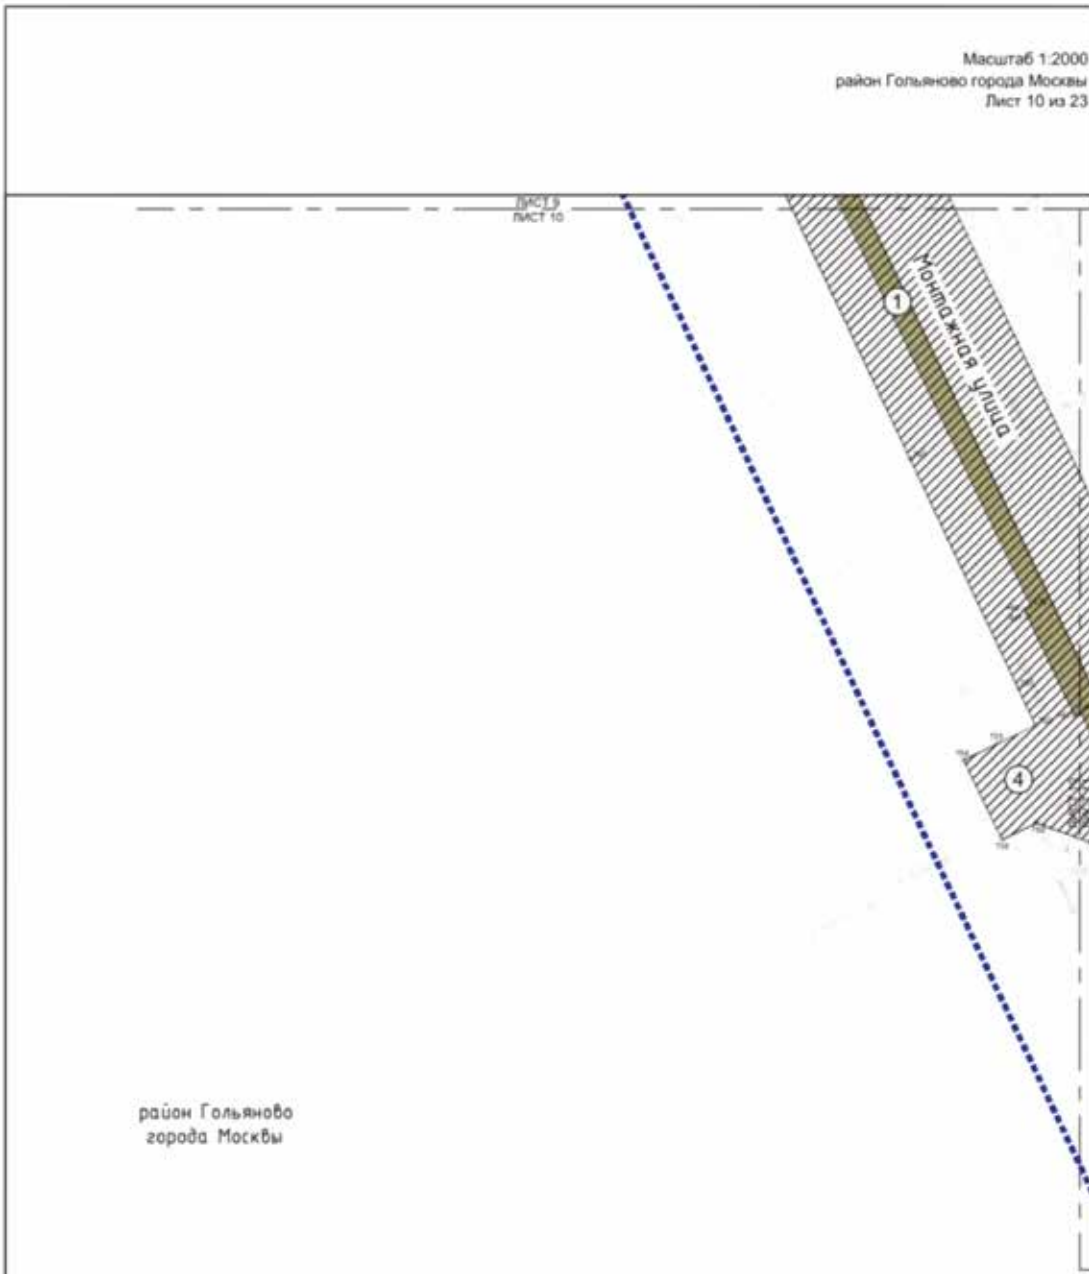 Масштаб 1:2000
район Гольяново города Москвы
Лист 10 из 23
ЛИСТ 9
ЛИСТ 10
1
Монтажная улица
4
район Гольяново
города Москвы